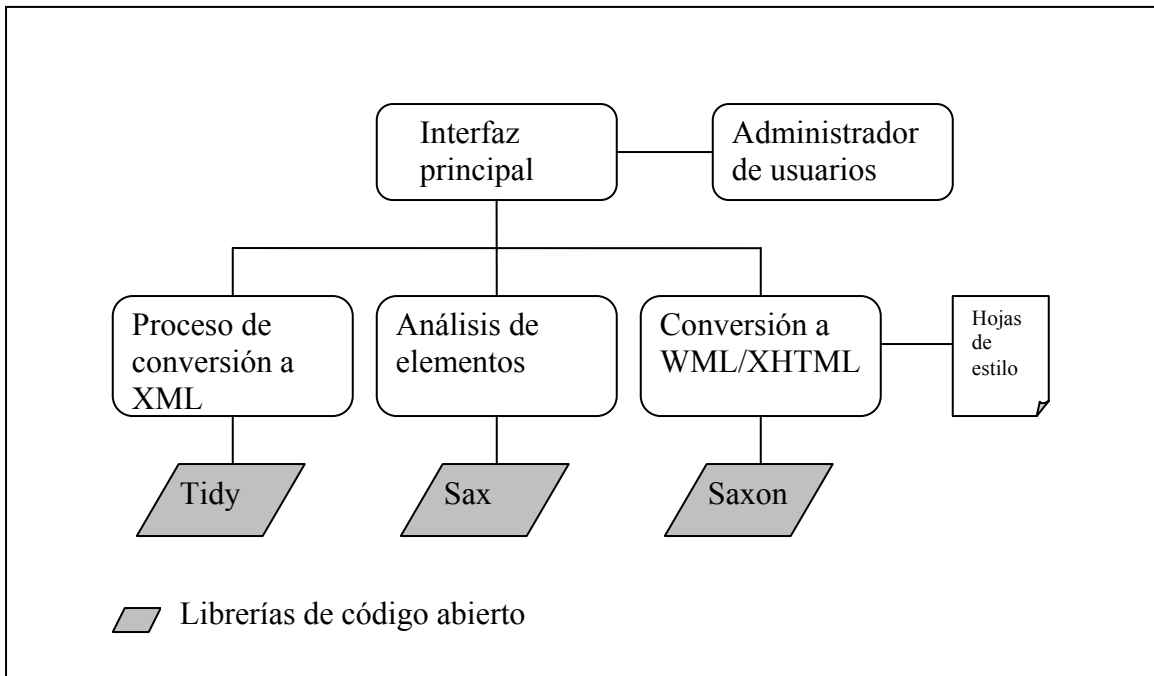 Interfaz
principal
Administrador
de usuarios
Proceso de
conversión a
XML
Análisis de
elementos
Conversión a
WML/XHTML
Hojas
de
estilo
Tidy
Sax
Saxon
Librerías de código abierto